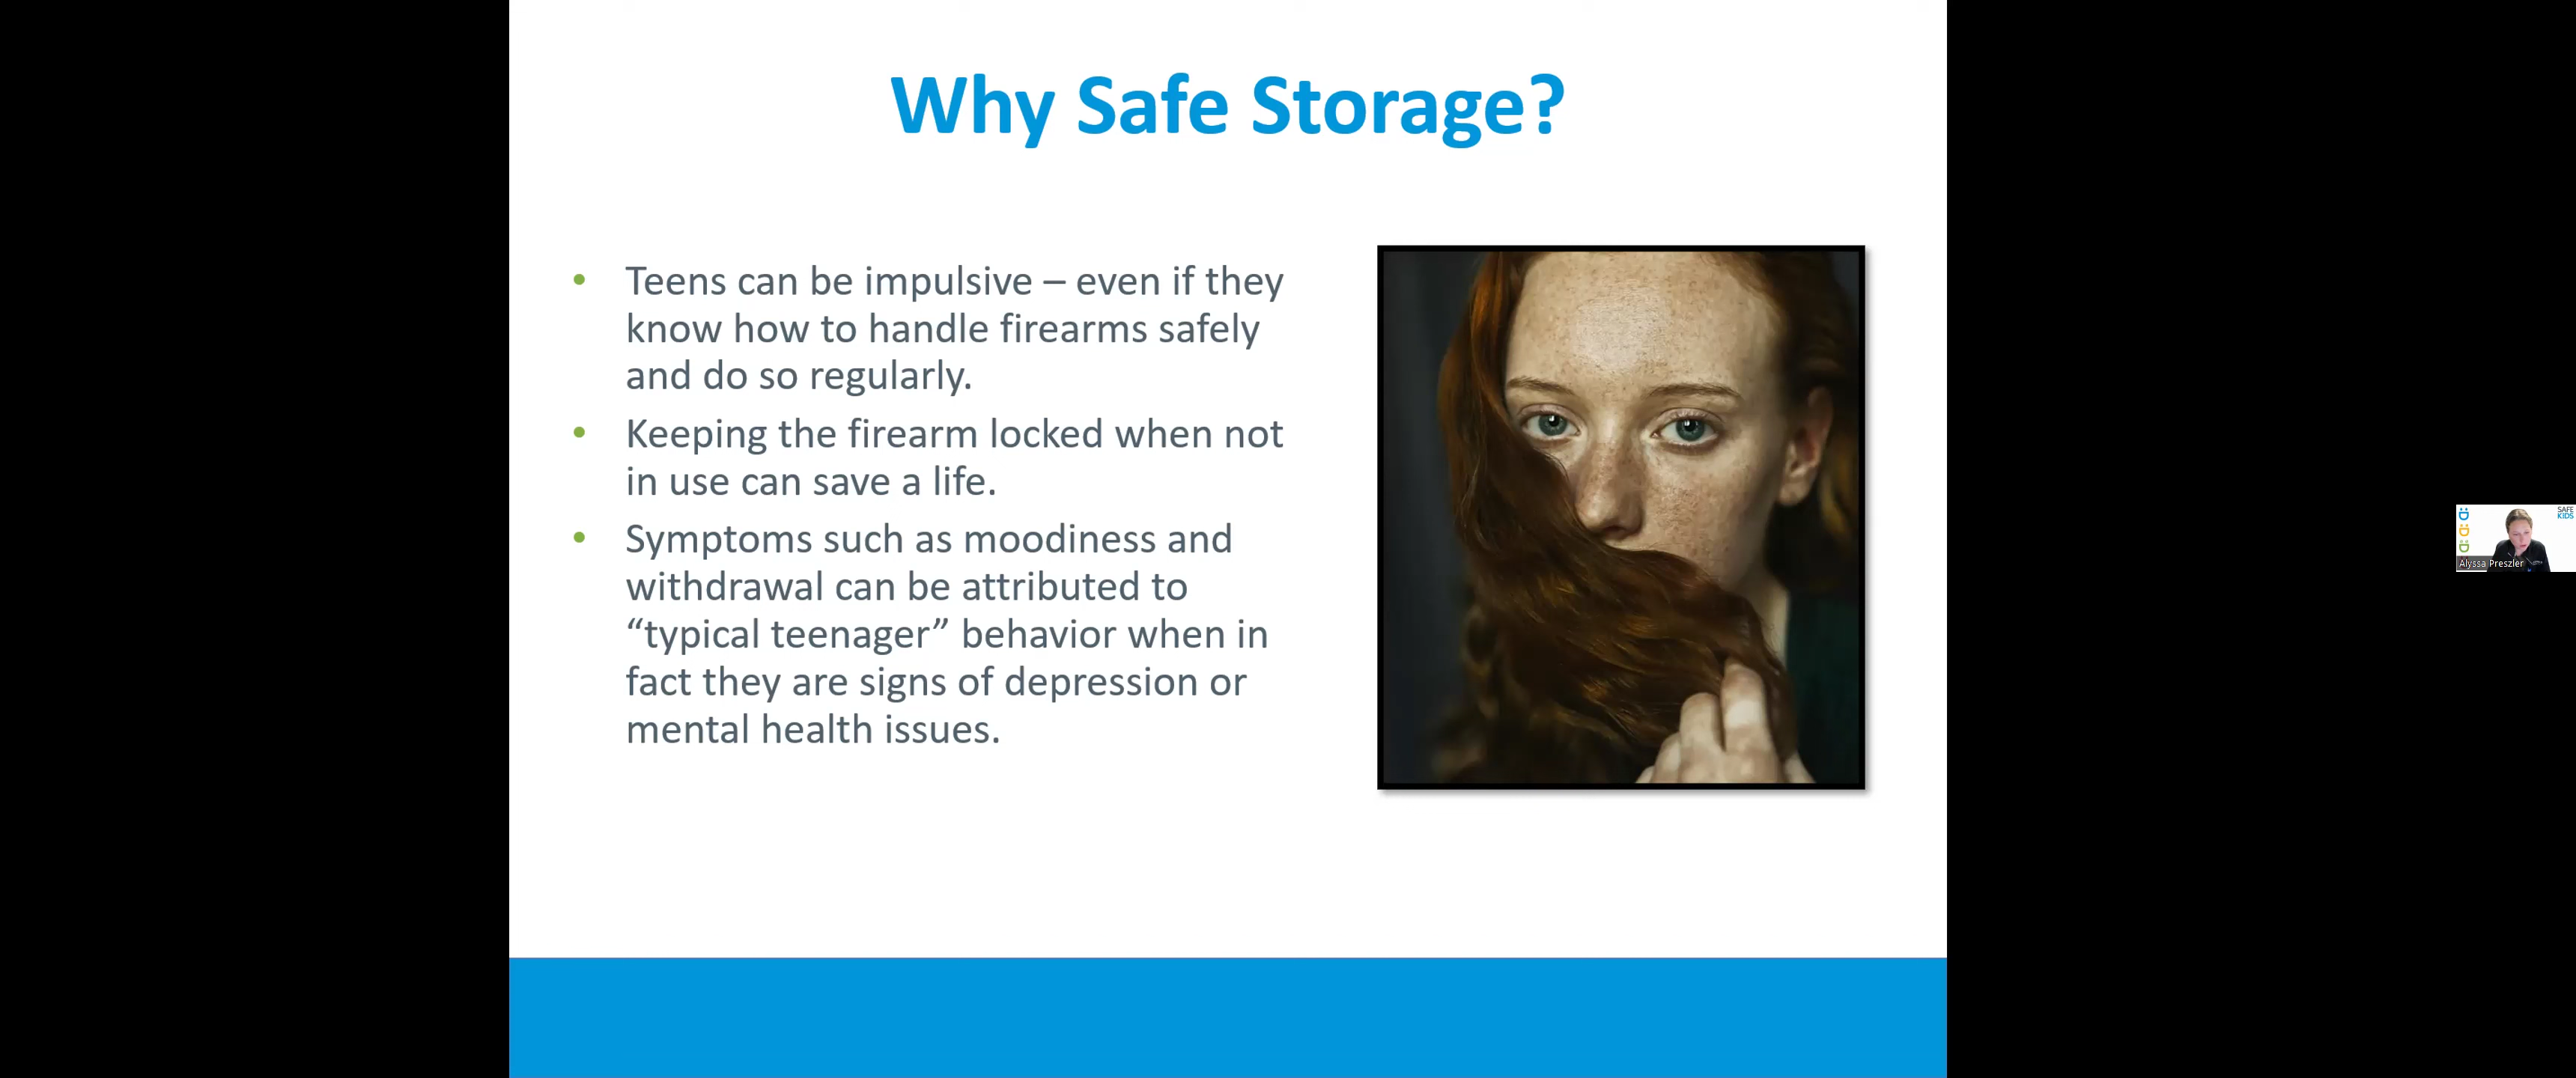 Why Safe Storage?
• Teens can be impulsive – even if they
know how to handle firearms safely
and do so regularly.
• Keeping the firearm locked when not
in use can save a life.
• Symptoms such as moodiness and
withdrawal can be attributed to
“typical teenager” behavior when in
fact they are signs of depression or
mental health issues.
SAFE
KIDS
Alyssa Preszler